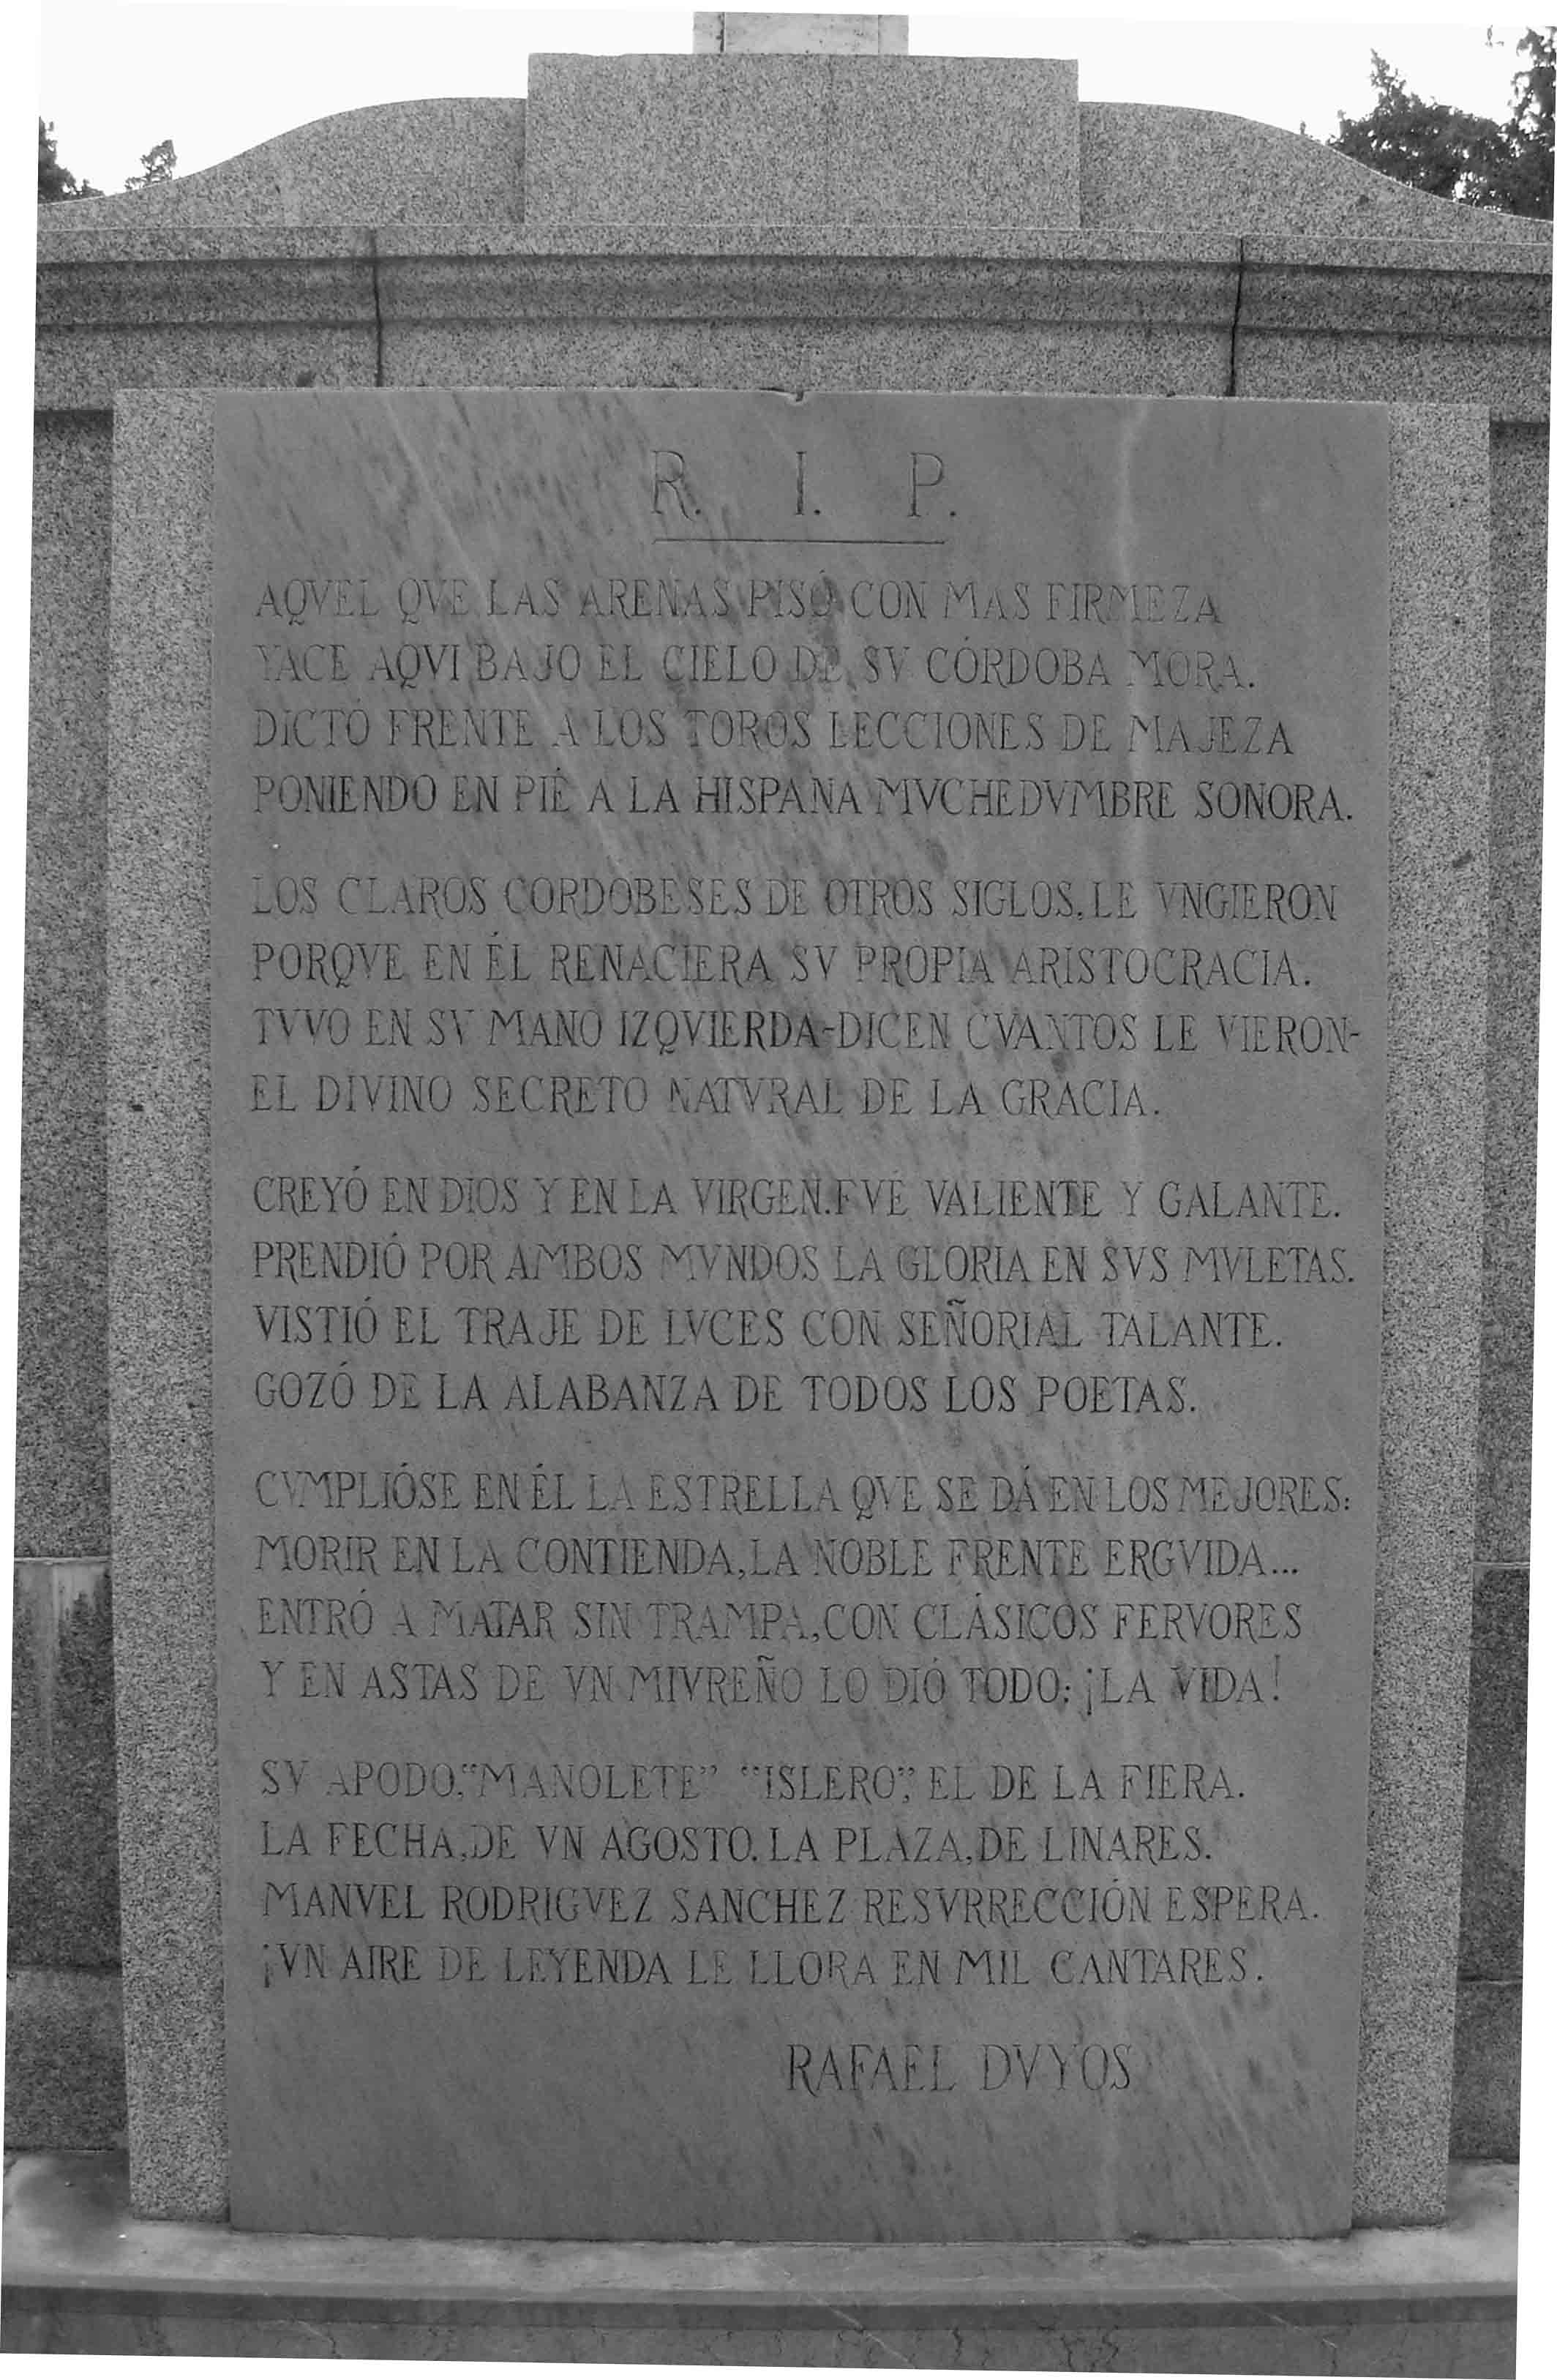 R. I. P.
AQVEL QVE LAS ARENAS PISÓ CON MAS FIRMEZA
YACE AQVI BAJO EL CIELO DE SV CÓRDOBA MORA.
DICTÓ FRENTE A LOS TOROS LECCIONES DE MAJEZA
PONIENDO EN PIÉ A LA HISPANA MVCHEDVMBRE SONORA.
LOS CLAROS CORDOBESES DE OTROS SIGLOS, LE VNGIERON
PORQVE EN ÉL RENACIERA SV PROPIA ARISTOCRACIA.
TVVO EN SV MANO IZQVIERDA-DICEN CVANTOS LE VIERON-
EL DIVINO SECRETO NATVRAL DE LA GRACIA.
CREYÓ EN DIOS Y EN LA VIRGEN. FVÉ VALIENTE Y GALANTE.
PRENDIÓ POR AMBOS MVNDOS LA GLORIA EN SVS MVLETAS.
VISTIÓ EL TRAJE DE LVCES CON SEÑORIAL TALANTE.
GOZÓ DE LA ALABANZA DE TODOS LOS POETAS.
CVMPLIÓSE EN ÉL LA ESTRELLA QVE SE DÁ EN LOS MEJORES:
MORIR EN LA CONTIENDA, LA NOBLE FRENTE ERGVIDA...
ENTRÓ A MATAR SIN TRAMPA, CON CLÁSICOS FERVORES
Y EN ASTAS DE VN MIVREÑO LO DIÓ TODO: ¡LA VIDA!
SV APODO, "MANOLETE" "ISLERO", EL DE LA FIERA.
LA FECHA, DE VN AGOSTO. LA PLAZA, DE LINARES.
MANVEL RODRIGVEZ SANCHEZ RESVRRECCIÓN ESPERA.
¡VN AIRE DE LEYENDA LE LLORA EN MIL CANTARES.
RAFAEL DVYOS